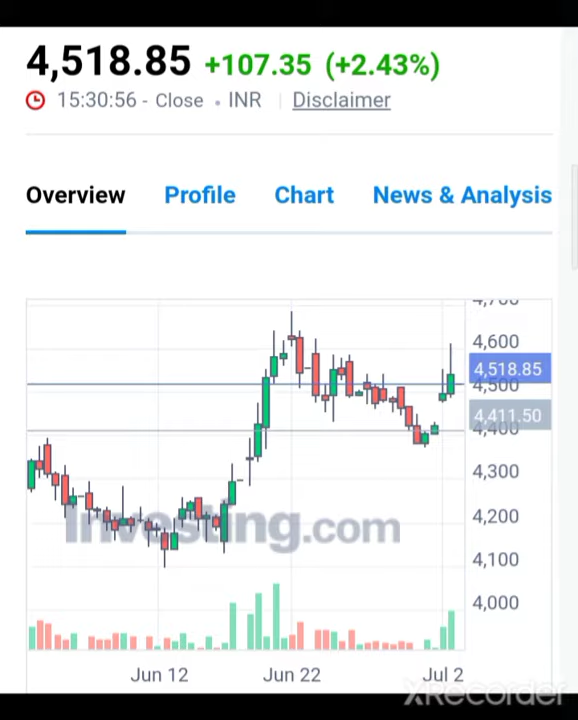 4,518.85 +107.35 (+2.43%)
15:30:56 - Close • INR | Disclaimer
Overview Profile Chart News & Analysis
4,700
4,600
4,518.85
4,500
4,411.50
4,400
4,300
4,200
Investing.com
4,100
4,000
Jun 12 Jun 22 Jul 2
XRecorder